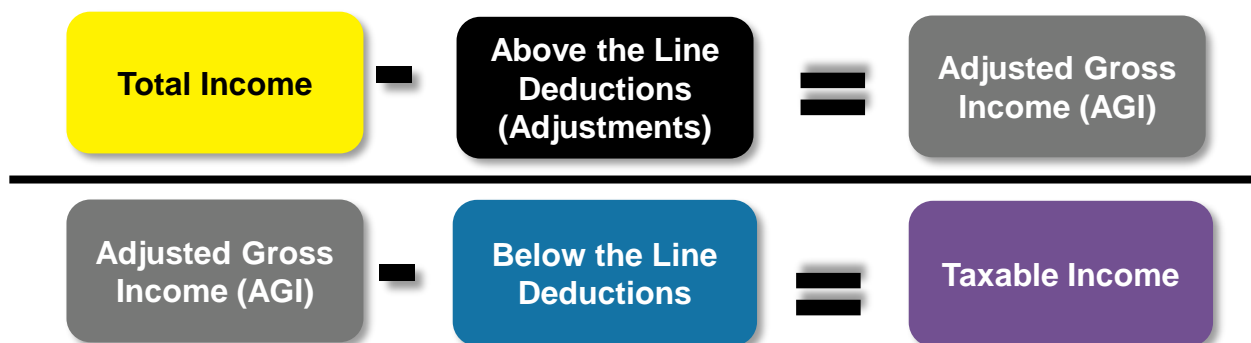 Total Income
-
Above the Line
Deductions
(Adjustments)
=
Adjusted Gross
Income (AGI)
Adjusted Gross
Income (AGI)
-
Below the Line
Deductions
=
Taxable Income